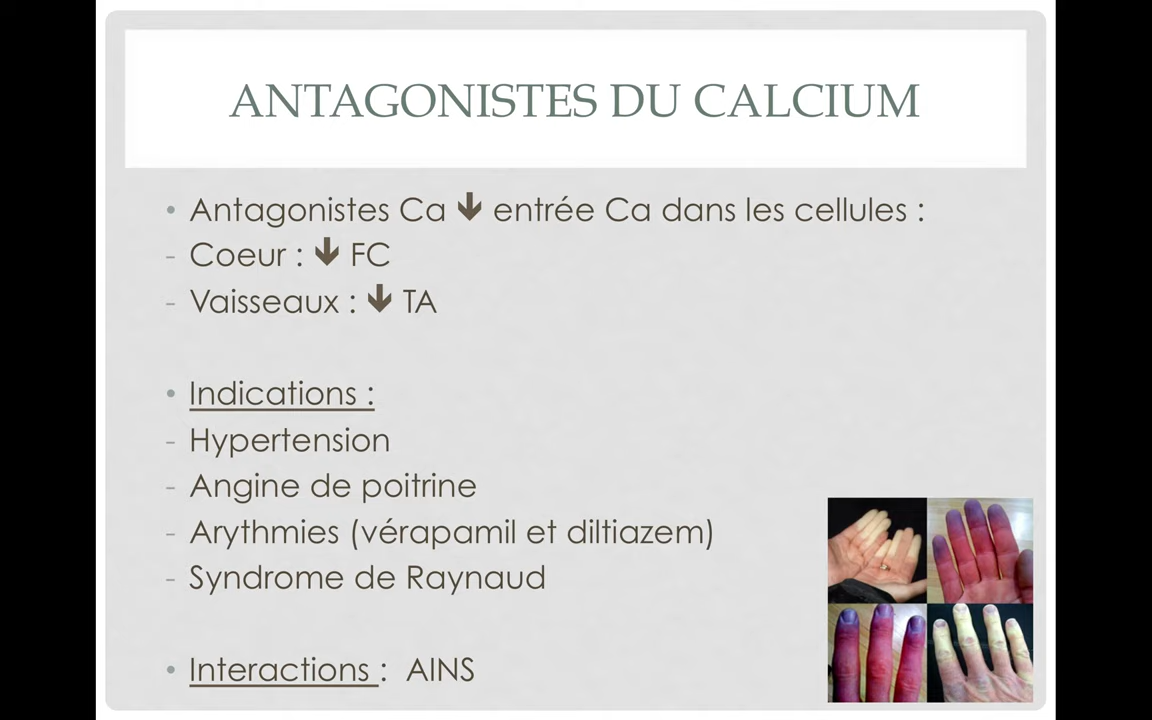 ANTAGONISTES DU CALCIUM
• Antagonistes Ca 🡻 entrée Ca dans les cellules :
- Coeur : 🡻 FC
- Vaisseaux : 🡻 TA
• Indications :
- Hypertension
- Angine de poitrine
- Arythmies (vérapamil et diltiazem)
- Syndrome de Raynaud
• Interactions : AINS